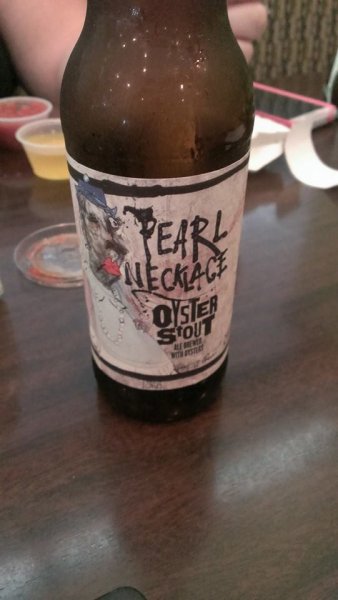 PEARL
NECKLACE
OYSTER
STOUT
ALE BREWED
WITH OYSTERS